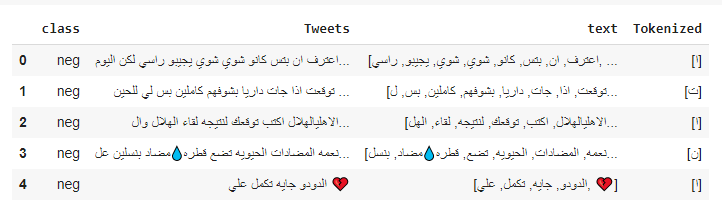 class Tweets text Tokenized
0 neg اعترف ان بتس كانو شوي شوي يجيبو راسي لكن اليوم... [اعترف, ان, بتس, كانو, شوي, شوي, يجيبو, راسي, ... [ا]
1 neg توقعت اذا جات داريا بشوفهم كاملين بس لي للحين ... [توقعت, اذا, جات, داريا, بشوفهم, كاملين, بس, ل... [ت]
2 neg الاهليالهلال اكتب توقعك لنتيجه لقاء الهلال وال... [الاهليالهلال, اكتب, توقعك, لنتيجه, لقاء, الهل... [ا]
3 neg نعمه المضادات الحيويه تضع قطره💧مضاد بنسلين عل... [نعمه, المضادات, الحيويه, تضع, قطره💧مضاد, بنسل... [ن]
4 neg الدودو جايه تكمل علي 💔 [الدودو, جايه, تكمل, علي, 💔] [ا]